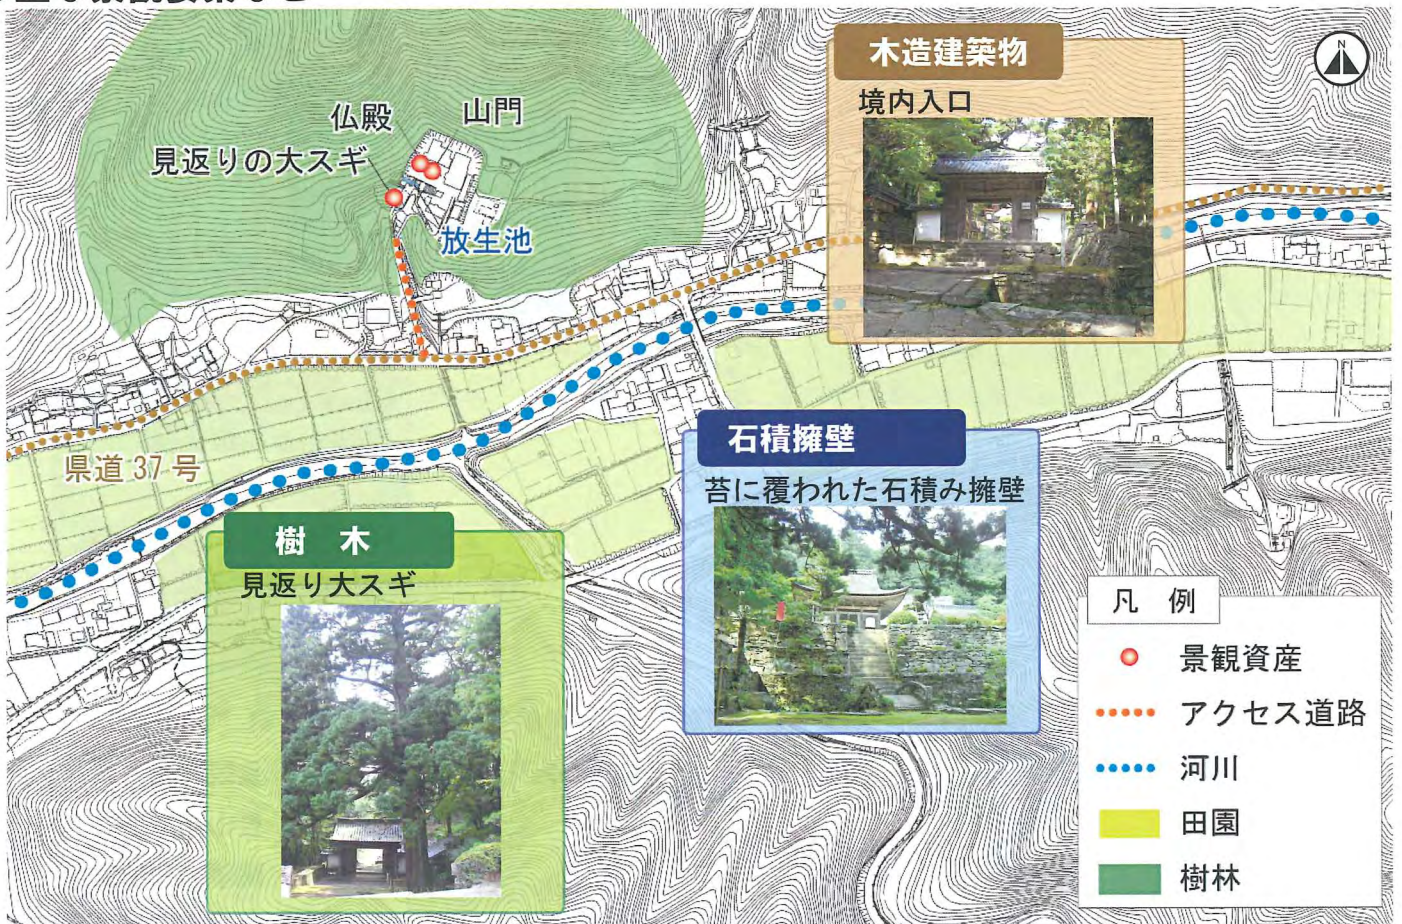 木造建築物
境内入口
N
仏殿
山門
見返りの大スギ
放生池
県道37号
石積擁壁
苔に覆われた石積み擁壁
樹 木
見返り大スギ
凡 例
景観資産
アクセス道路
河川
田園
樹林